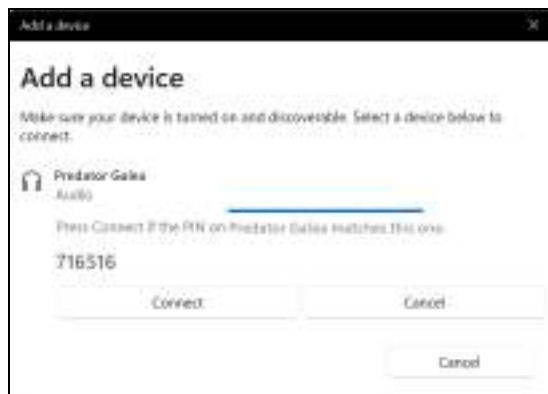 Add a device
Add a device
Make sure your device is turned on and discoverable. Select a device below to
connect.
Predator Galea
Audio
Press Connect if the PIN on Predator Galea matches this one.
716516
Connect Cancel
Cancel